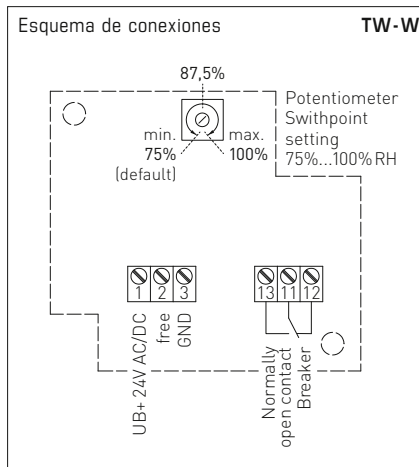 Esquema de conexiones
TW-W
87,5%
min.
75%
(default)
max.
100%
Potentiometer
Swithpoint
setting
75%...100% RH
1 2 3
13 11 12
UB+ 24V AC/DC
free
GND
Normally
open contact
Breaker